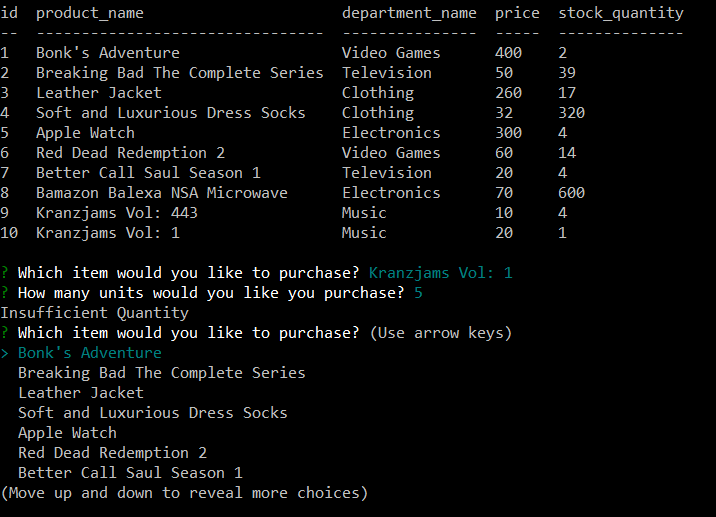 id  product_name                      department_name  price  stock_quantity
--  --------------------------------  ---------------  -----  --------------
1   Bonk's Adventure                  Video Games      400    2
2   Breaking Bad The Complete Series  Television       50     39
3   Leather Jacket                    Clothing         260    17
4   Soft and Luxurious Dress Socks    Clothing         32     320
5   Apple Watch                       Electronics      300    4
6   Red Dead Redemption 2             Video Games      60     14
7   Better Call Saul Season 1         Television       20     4
8   Bamazon Balexa NSA Microwave      Electronics      70     600
9   Kranzjams Vol: 443                Music            10     4
10  Kranzjams Vol: 1                  Music            20     1
? Which item would you like to purchase? Kranzjams Vol: 1
? How many units would you like you purchase? 5
Insufficient Quantity
? Which item would you like to purchase? (Use arrow keys)
> Bonk's Adventure
  Breaking Bad The Complete Series
  Leather Jacket
  Soft and Luxurious Dress Socks
  Apple Watch
  Red Dead Redemption 2
  Better Call Saul Season 1
(Move up and down to reveal more choices)